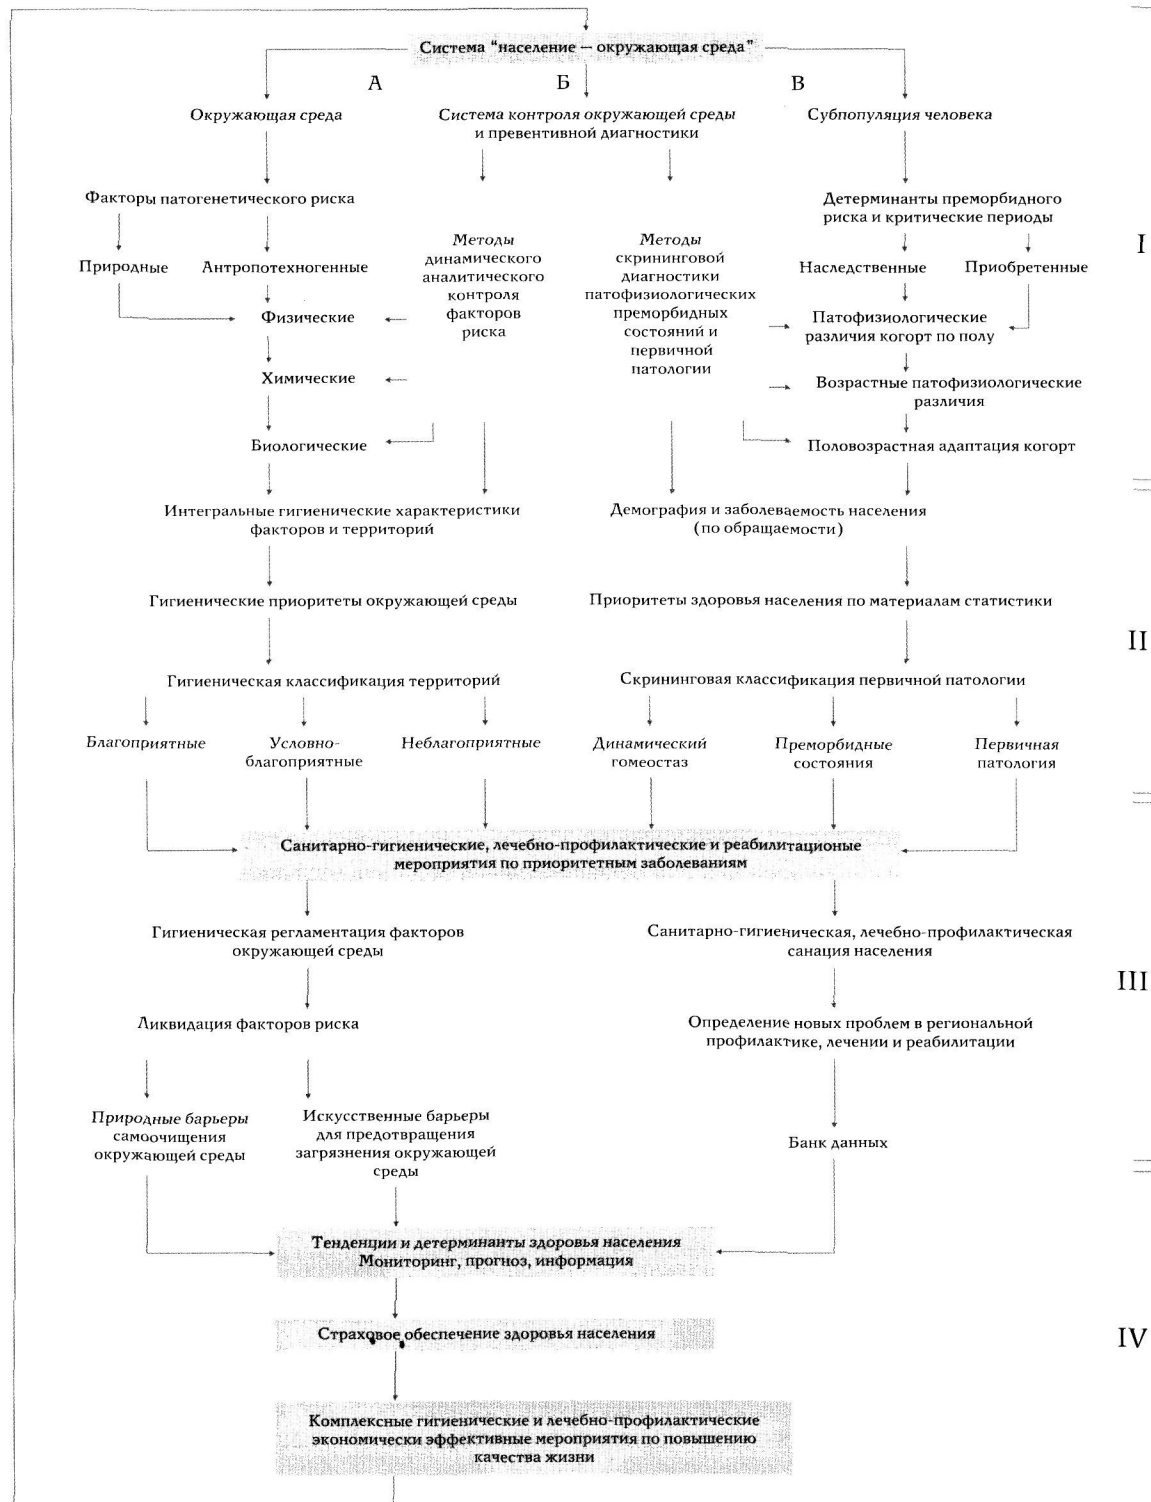 Система “население — окружающая среда”
А
Б
В
Окружающая среда
Система контроля окружающей среды
и превентивной диагностики
Субпопуляция человека
Факторы патогенетического риска
Детерминанты преморбидного
риска и критические периоды
I
Природные
Антропотехногенные
Методы
динамического
аналитического
контроля
факторов
риска
Методы
скрининговой
диагностики
патофизиологических
преморбидных
состояний и
первичной
патологии
Наследственные
Приобретенные
Физические
Патофизиологические
различия когорт по полу
Химические
Возрастные патофизиологические
различия
Биологические
Половозрастная адаптация когорт
Интегральные гигиенические характеристики
факторов и территорий
Демография и заболеваемость населения
(по обращаемости)
Гигиенические приоритеты окружающей среды
Приоритеты здоровья населения по материалам статистики
II
Гигиеническая классификация территорий
Скрининговая классификация первичной патологии
Благоприятные
Условно-
благоприятные
Неблагоприятные
Динамический
гомеостаз
Преморбидные
состояния
Первичная
патология
Санитарно-гигиенические, лечебно-профилактические и реабилитационые
мероприятия по приоритетным заболеваниям
Гигиеническая регламентация факторов
окружающей среды
Санитарно-гигиеническая, лечебно-профилактическая
санация населения
III
Ликвидация факторов риска
Определение новых проблем в региональной
профилактике, лечении и реабилитации
Природные барьеры
самоочищения
окружающей среды
Искусственные барьеры
для предотвращения
загрязнения окружающей
среды
Банк данных
Тенденции и детерминанты здоровья населения
Мониторинг, прогноз, информация
Страховое обеспечение здоровья населения
IV
Комплексные гигиенические и лечебно-профилактические
экономически эффективные мероприятия по повышению
качества жизни